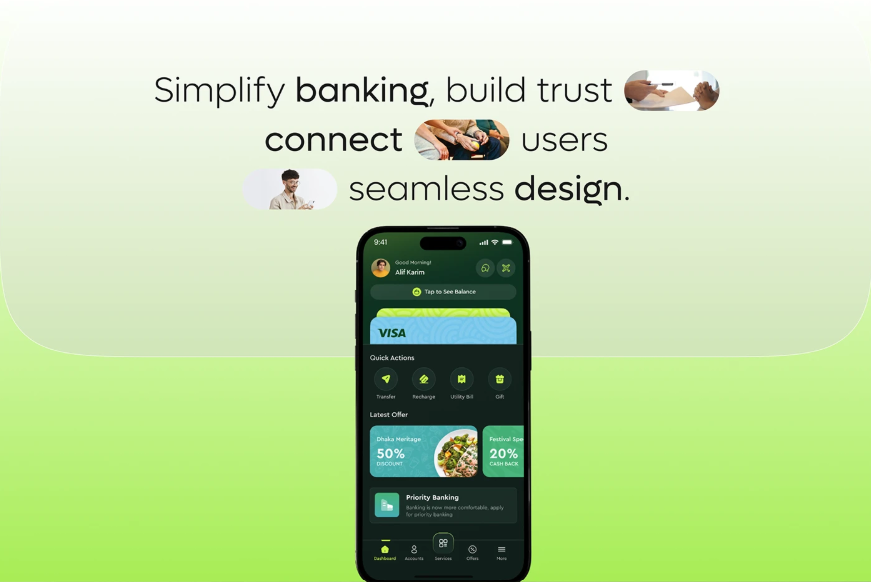 Simplify banking, build trust
connect users
seamless design.
9:41
Good Morning!
Alif Karim
Tap to See Balance
VISA
Quick Actions
Transfer Recharge Utility Bill Gift
Latest Offer
Dhaka Heritage
50%
DISCOUNT
Festival Spe
20%
CASH BACK
Priority Banking
Banking is now more comfortable, apply
for priority banking
Dashboard Accounts Services Offers More